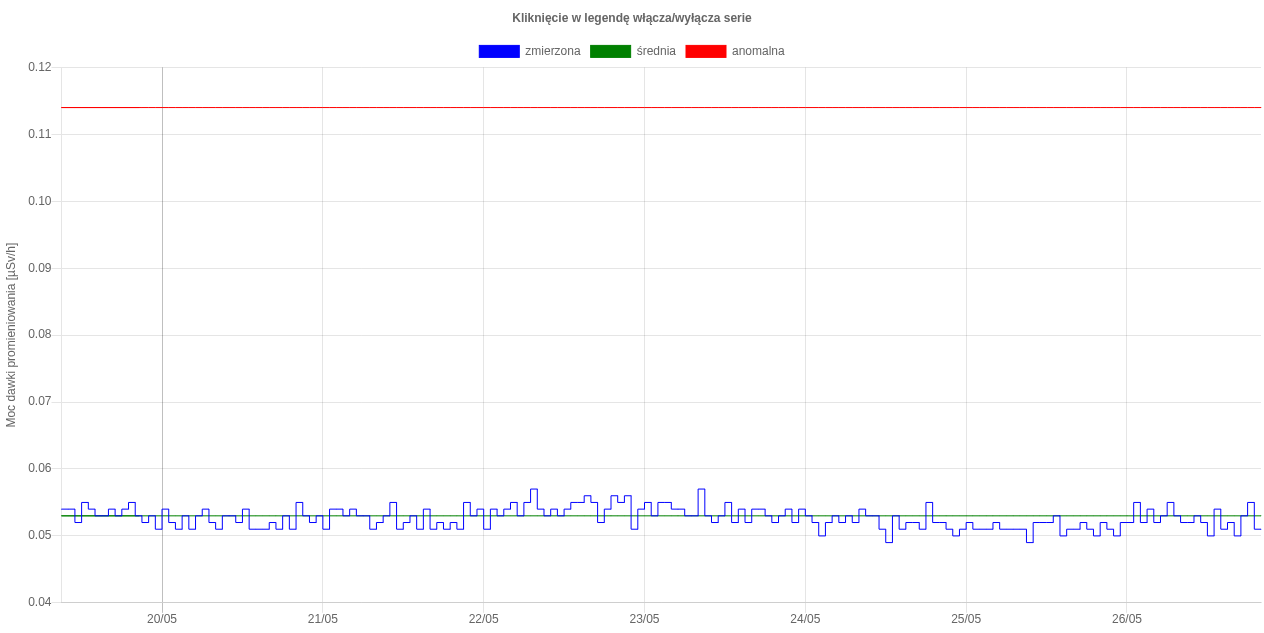 Kliknięcie w legendę włącza/wyłącza serie
zmierzona średnia anomalna
Moc dawki promieniowania [µSv/h]
0.12
0.11
0.10
0.09
0.08
0.07
0.06
0.05
0.04
20/05 21/05 22/05 23/05 24/05 25/05 26/05